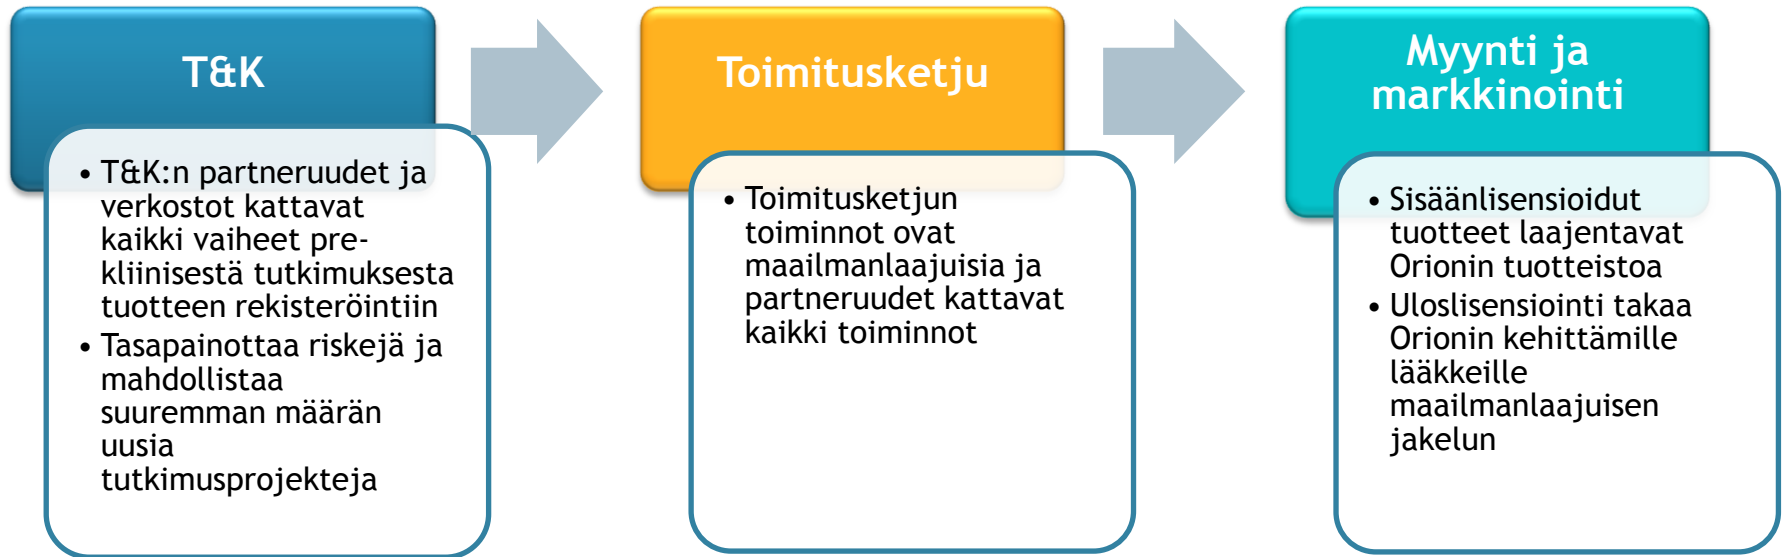 T&K
• T&K:n partneruudet ja
verkostot kattavat
kaikki vaiheet pre-
kliinisestä tutkimuksesta
tuotteen rekisteröintiin
• Tasapainottaa riskejä ja
mahdollistaa
suuremman määrän
uusia
tutkimusprojekteja
Toimitusketju
• Toimitusketjun
toiminnot ovat
maailmanlaajuisia ja
partneruudet kattavat
kaikki toiminnot
Myynti ja
markkinointi
• Sisäänlisensioidut
tuotteet laajentavat
Orionin tuotteistoa
• Uloslisensiointi takaa
Orionin kehittämille
lääkkeille
maailmanlaajuisen
jakelun